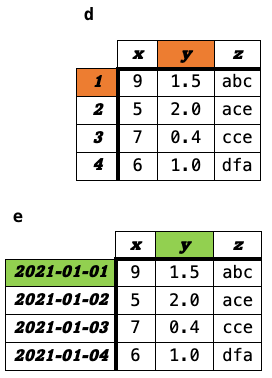 d
x y z
1 9 1.5 abc
2 5 2.0 ace
3 7 0.4 cce
4 6 1.0 dfa
e
x y z
2021-01-01 9 1.5 abc
2021-01-02 5 2.0 ace
2021-01-03 7 0.4 cce
2021-01-04 6 1.0 dfa